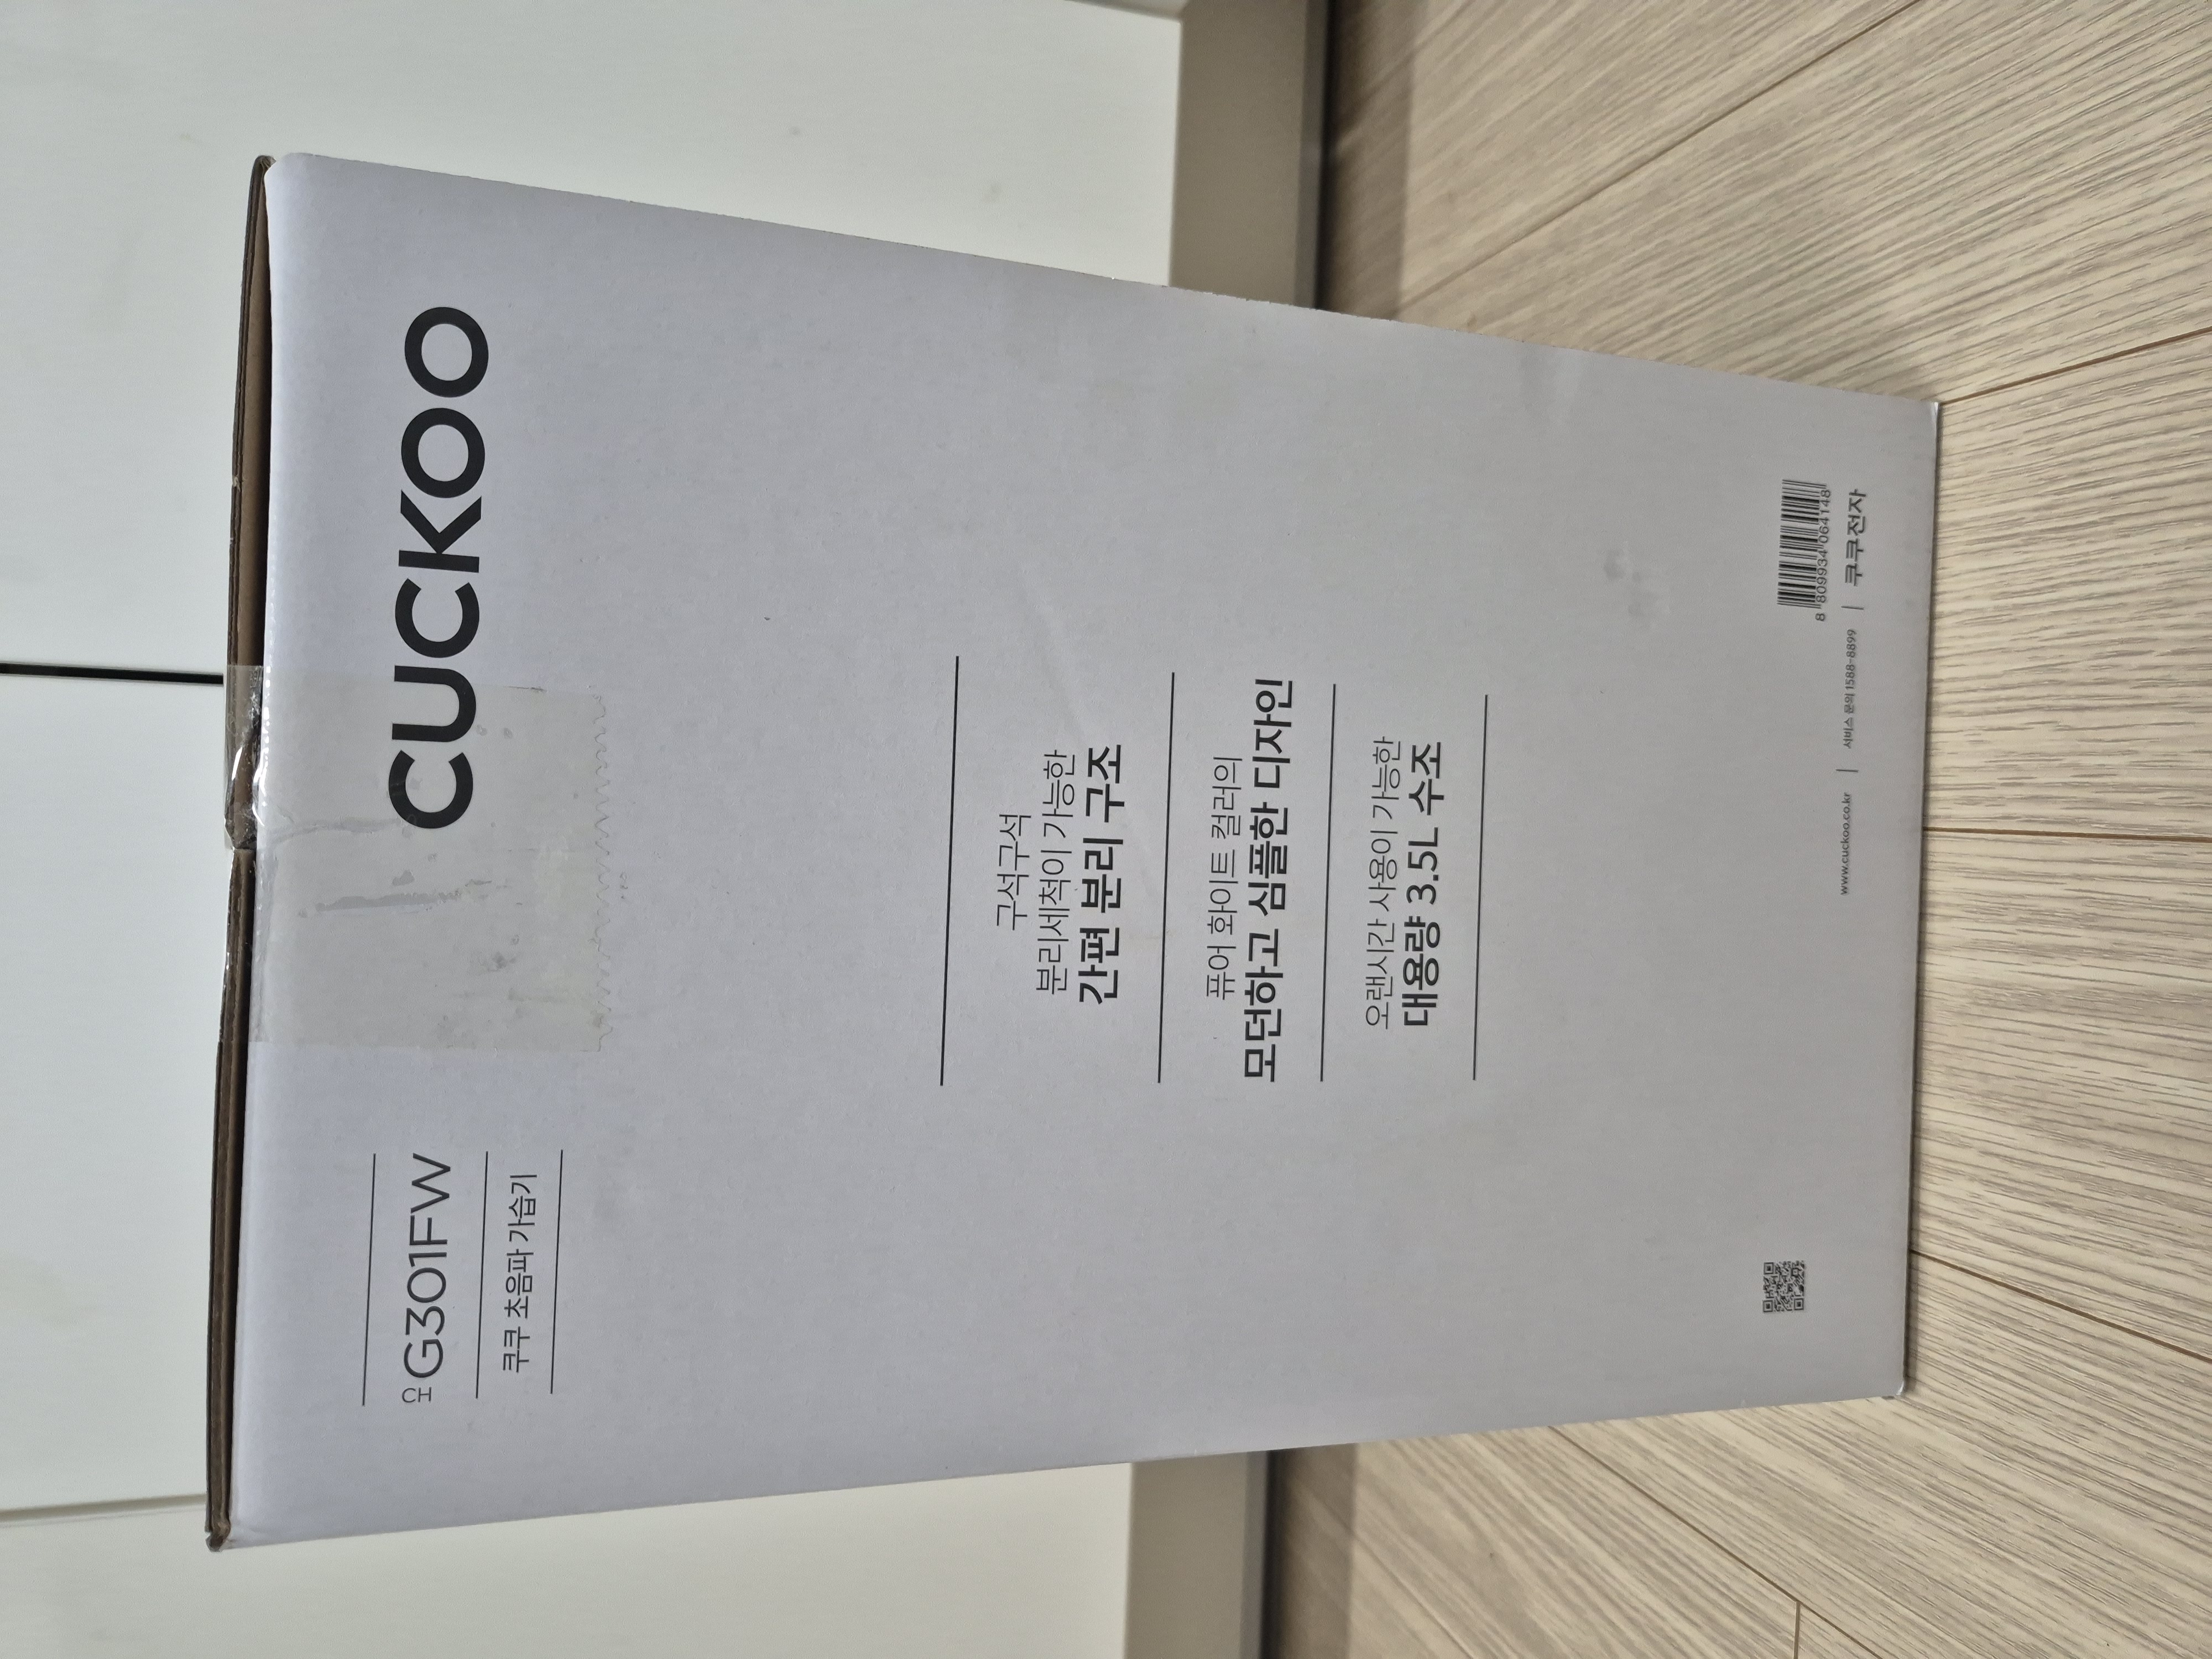 CUCKOO
CH G301FW
쿠쿠 초음파 가습기
구석구석
분리세척이 가능한
간편 분리 구조
퓨어 화이트 컬러의
모던하고 심플한 디자인
오랜시간 사용이 가능한
대용량 3.5L 수조
8 809934 064148
www.cuckoo.co.kr | 서비스 문의 1588-8899 | 쿠쿠전자